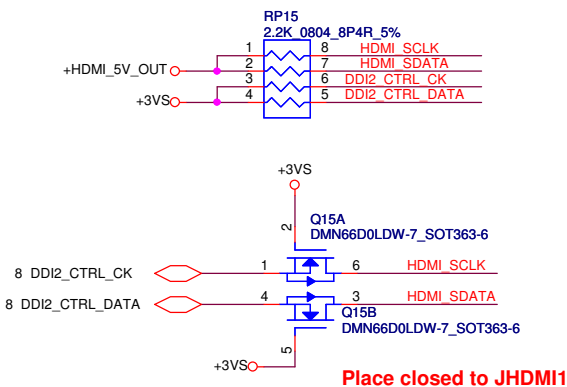 RP15
2.2K_0804_8P4R_5%
1 8 HDMI_SCLK
+HDMI_5V_OUT 2 7 HDMI_SDATA
3 6 DDI2_CTRL_CK
+3VS 4 5 DDI2_CTRL_DATA
+3VS
2
Q15A
DMN66D0LDW-7_SOT363-6
8 DDI2_CTRL_CK 1 6 HDMI_SCLK
8 DDI2_CTRL_DATA 4 3 HDMI_SDATA
Q15B
DMN66D0LDW-7_SOT363-6
5
+3VS
Place closed to JHDMI1